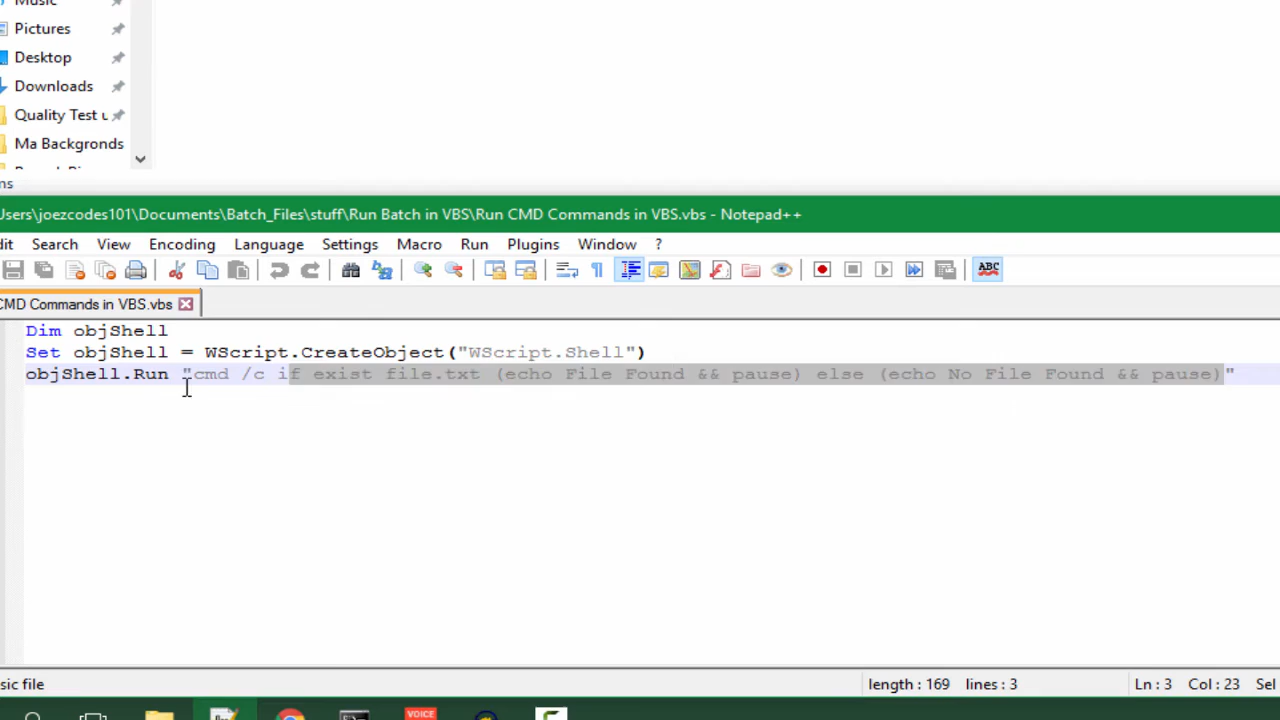 Music
Pictures
Desktop
Downloads
Quality Test u
Ma Backgronds
ns
Users\joezcodes101\Documents\Batch_Files\stuff\Run Batch in VBS\Run CMD Commands in VBS.vbs - Notepad++
dit Search View Encoding Language Settings Macro Run Plugins Window ?
ABC
CMD Commands in VBS.vbs
Dim objShell
Set objShell = WScript.CreateObject("WScript.Shell")
objShell.Run "cmd /c if exist file.txt (echo File Found && pause) else (echo No File Found && pause)"
sic file length : 169 lines : 3 Ln : 3 Col : 23 Sel
VOICE